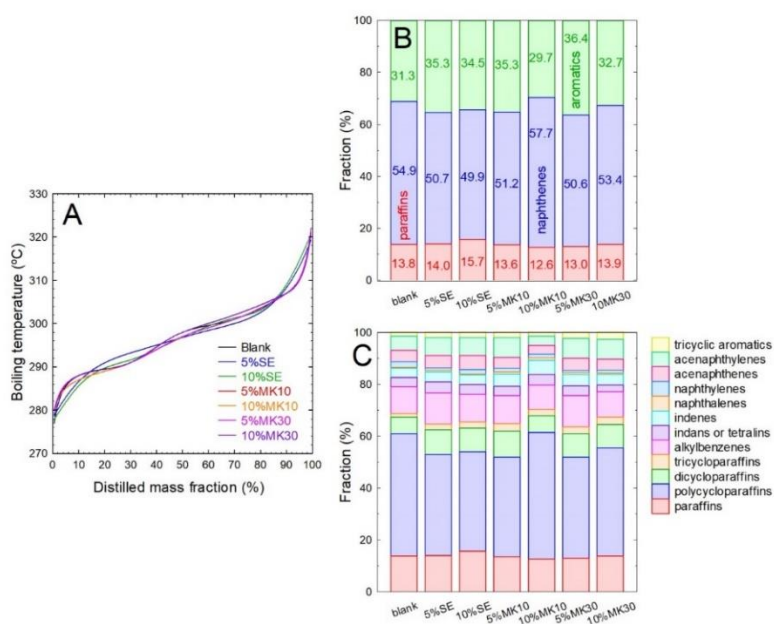 A
Boiling temperature (ºC)
330
320
310
300
290
280
270
Blank
5%SE
10%SE
5%MK10
10%MK10
5%MK30
10%MK30
0 10 20 30 40 50 60 70 80 90 100
Distilled mass fraction (%)
B
Fraction (%)
100
80
60
40
20
0
31.3 35.3 34.5 35.3 29.7 36.4 32.7
aromatics
54.9 50.7 49.9 51.2 57.7 50.6 53.4
naphthenes
paraffins
13.8 14.0 15.7 13.6 12.6 13.0 13.9
blank 5%SE 10%SE 5%MK10 10%MK10 5%MK30 10MK30
C
Fraction (%)
100
80
60
40
20
0
blank 5%SE 10%SE 5%MK10 10%MK10 5%MK30 10%MK30
tricyclic aromatics
acenaphthylenes
acenaphthenes
naphthylenes
naphthalenes
indenes
indans or tetralins
alkylbenzenes
tricycloparaffins
dicycloparaffins
polycycloparaffins
paraffins